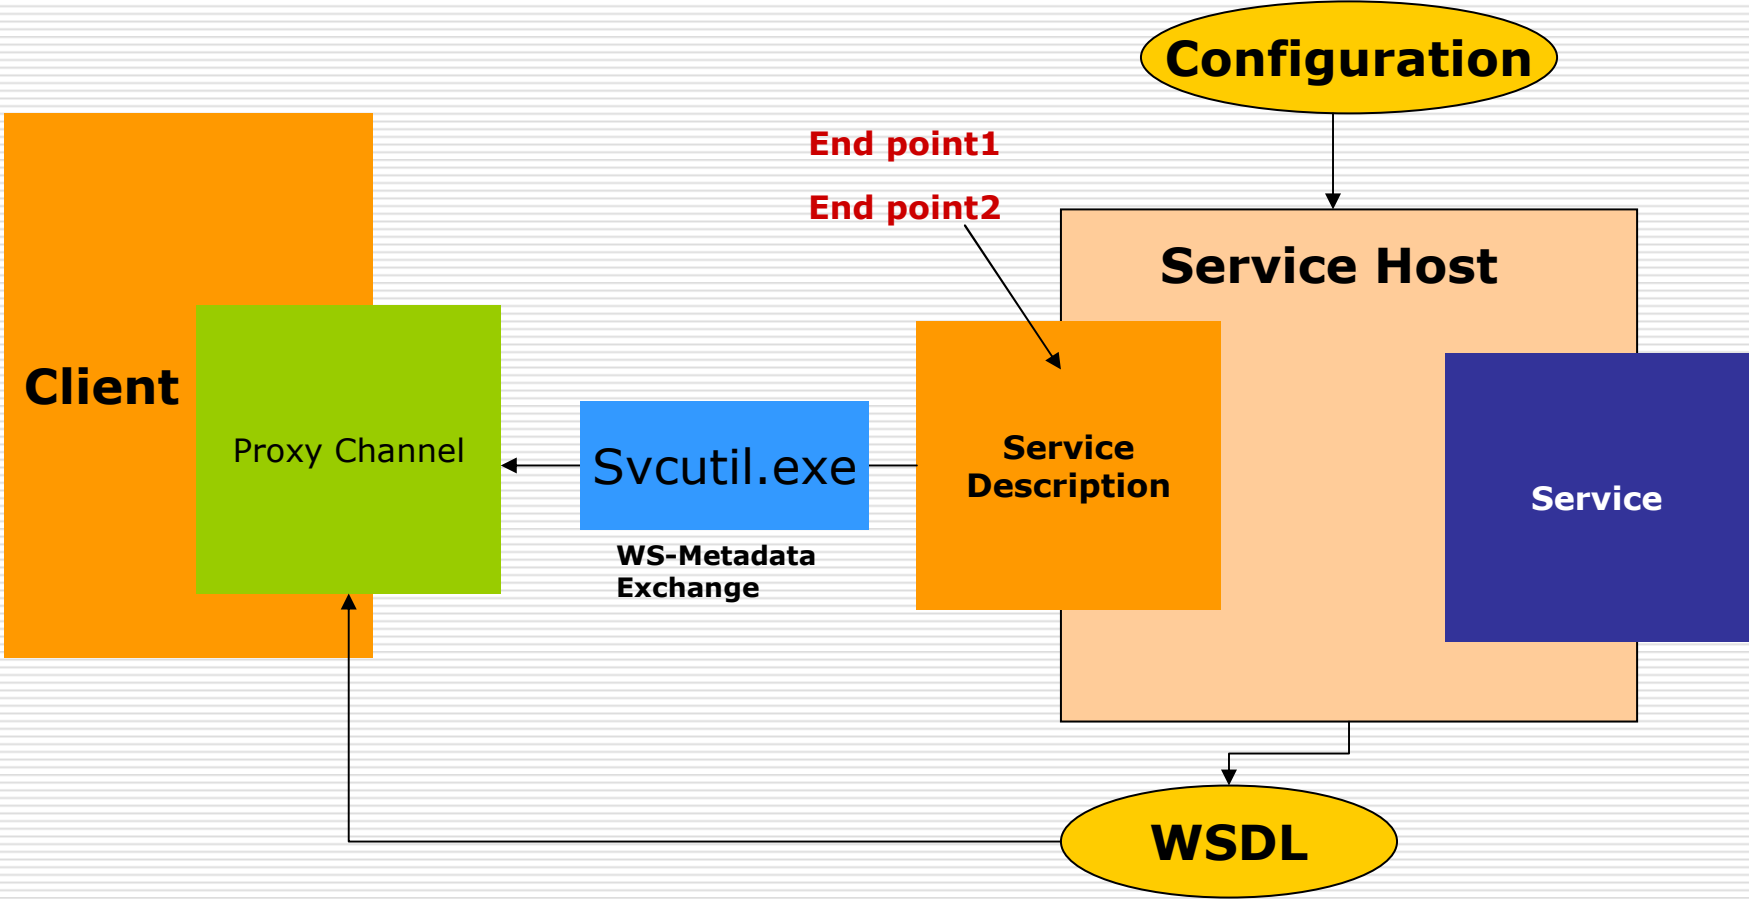 Configuration
End point1
End point2
Service Host
Client
Proxy Channel
Svcutil.exe
Service
Description
Service
WS-Metadata
Exchange
WSDL